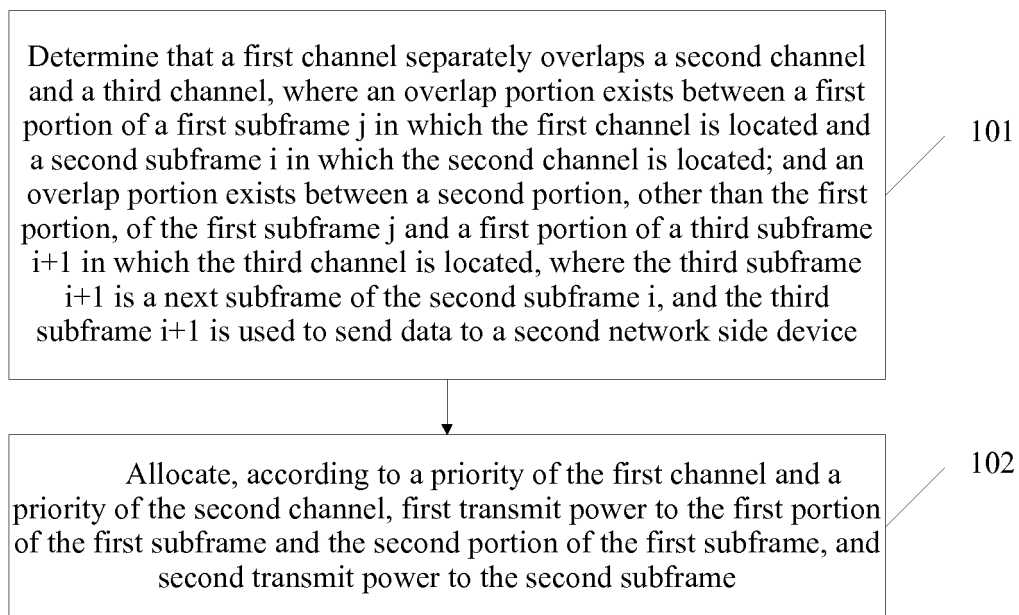 Determine that a first channel separately overlaps a second channel
and a third channel, where an overlap portion exists between a first
portion of a first subframe j in which the first channel is located and
a second subframe i in which the second channel is located; and an
overlap portion exists between a second portion, other than the first
portion, of the first subframe j and a first portion of a third subframe
i+1 in which the third channel is located, where the third subframe
i+1 is a next subframe of the second subframe i, and the third
subframe i+1 is used to send data to a second network side device
101
Allocate, according to a priority of the first channel and a
priority of the second channel, first transmit power to the first portion
of the first subframe and the second portion of the first subframe, and
second transmit power to the second subframe
102